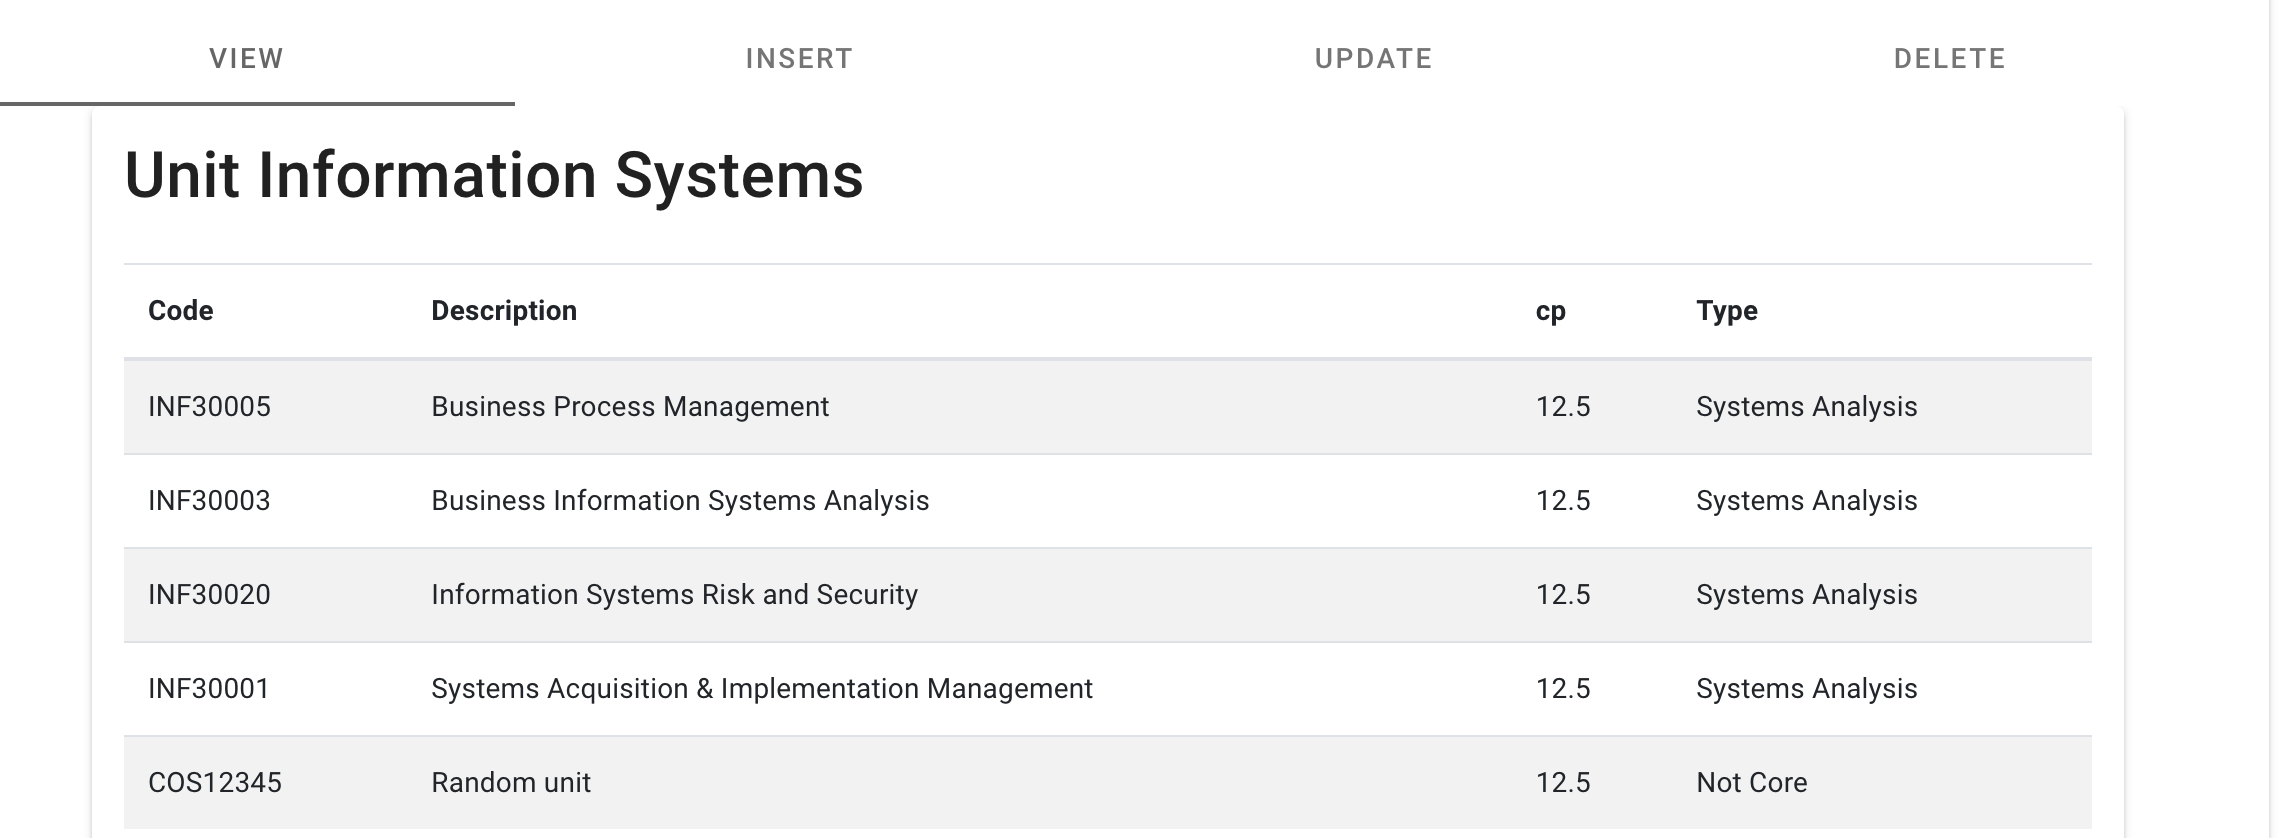 VIEW INSERT UPDATE DELETE
Unit Information Systems
Code Description cp Type
INF30005 Business Process Management 12.5 Systems Analysis
INF30003 Business Information Systems Analysis 12.5 Systems Analysis
INF30020 Information Systems Risk and Security 12.5 Systems Analysis
INF30001 Systems Acquisition & Implementation Management 12.5 Systems Analysis
COS12345 Random unit 12.5 Not Core